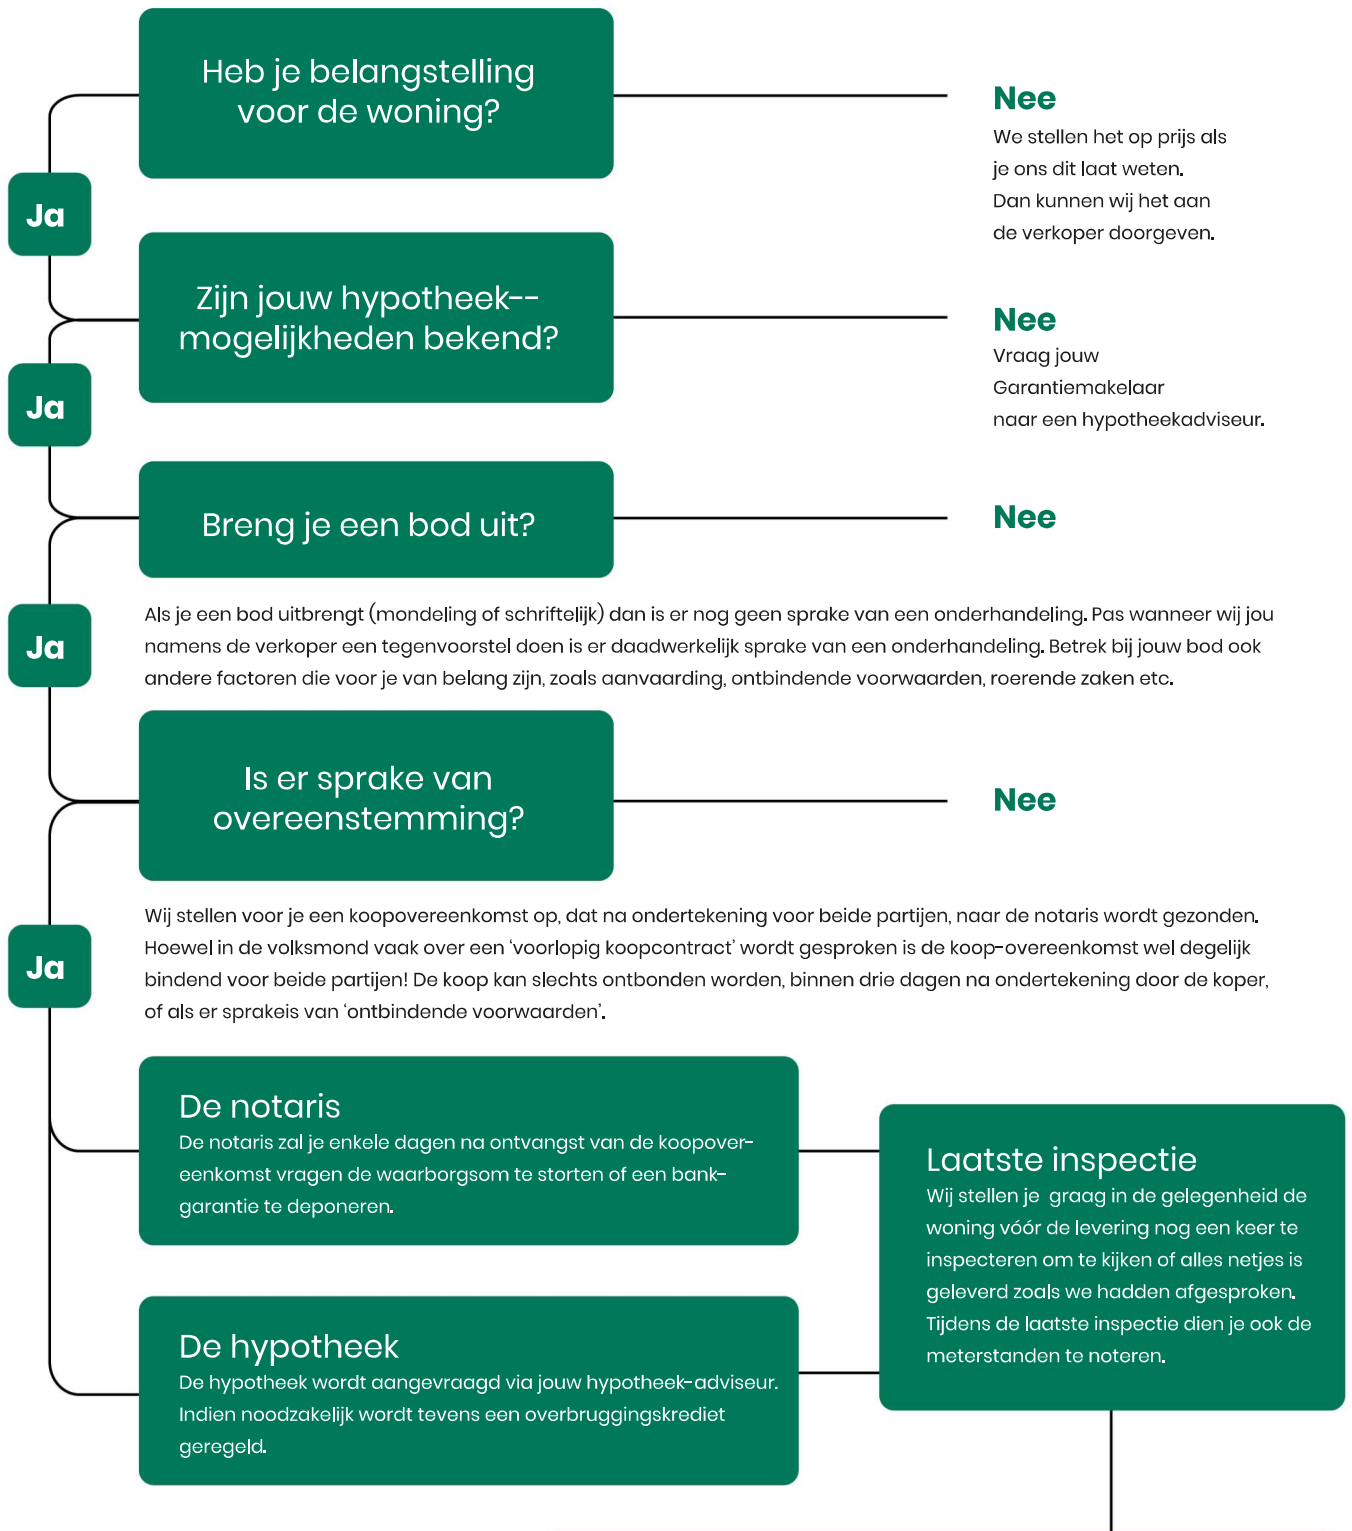 Heb je belangstelling
voor de woning?
Nee
We stellen het op prijs als
je ons dit laat weten.
Dan kunnen wij het aan
de verkoper doorgeven.
Ja
Zijn jouw hypotheek--
mogelijkheden bekend?
Nee
Vraag jouw
Garantiemakelaar
naar een hypotheekadviseur.
Ja
Breng je een bod uit?
Nee
Als je een bod uitbrengt (mondeling of schriftelijk) dan is er nog geen sprake van een onderhandeling. Pas wanneer wij jou
namens de verkoper een tegenvoorstel doen is er daadwerkelijk sprake van een onderhandeling. Betrek bij jouw bod ook
andere factoren die voor je van belang zijn, zoals aanvaarding, ontbindende voorwaarden, roerende zaken etc.
Ja
Is er sprake van
overeenstemming?
Nee
Wij stellen voor je een koopovereenkomst op, dat na ondertekening voor beide partijen, naar de notaris wordt gezonden.
Hoewel in de volksmond vaak over een ‘voorlopig koopcontract’ wordt gesproken is de koop-overeenkomst wel degelijk
bindend voor beide partijen! De koop kan slechts ontbonden worden, binnen drie dagen na ondertekening door de koper,
of als er sprakeis van ‘ontbindende voorwaarden’.
Ja
De notaris
De notaris zal je enkele dagen na ontvangst van de koopover-
eenkomst vragen de waarborgsom te storten of een bank-
garantie te deponeren.
Laatste inspectie
Wij stellen je graag in de gelegenheid de
woning vóór de levering nog een keer te
inspecteren om te kijken of alles netjes is
geleverd zoals we hadden afgesproken.
Tijdens de laatste inspectie dien je ook de
meterstanden te noteren.
De hypotheek
De hypotheek wordt aangevraagd via jouw hypotheek-adviseur.
Indien noodzakelijk wordt tevens een overbruggingskrediet
geregeld.